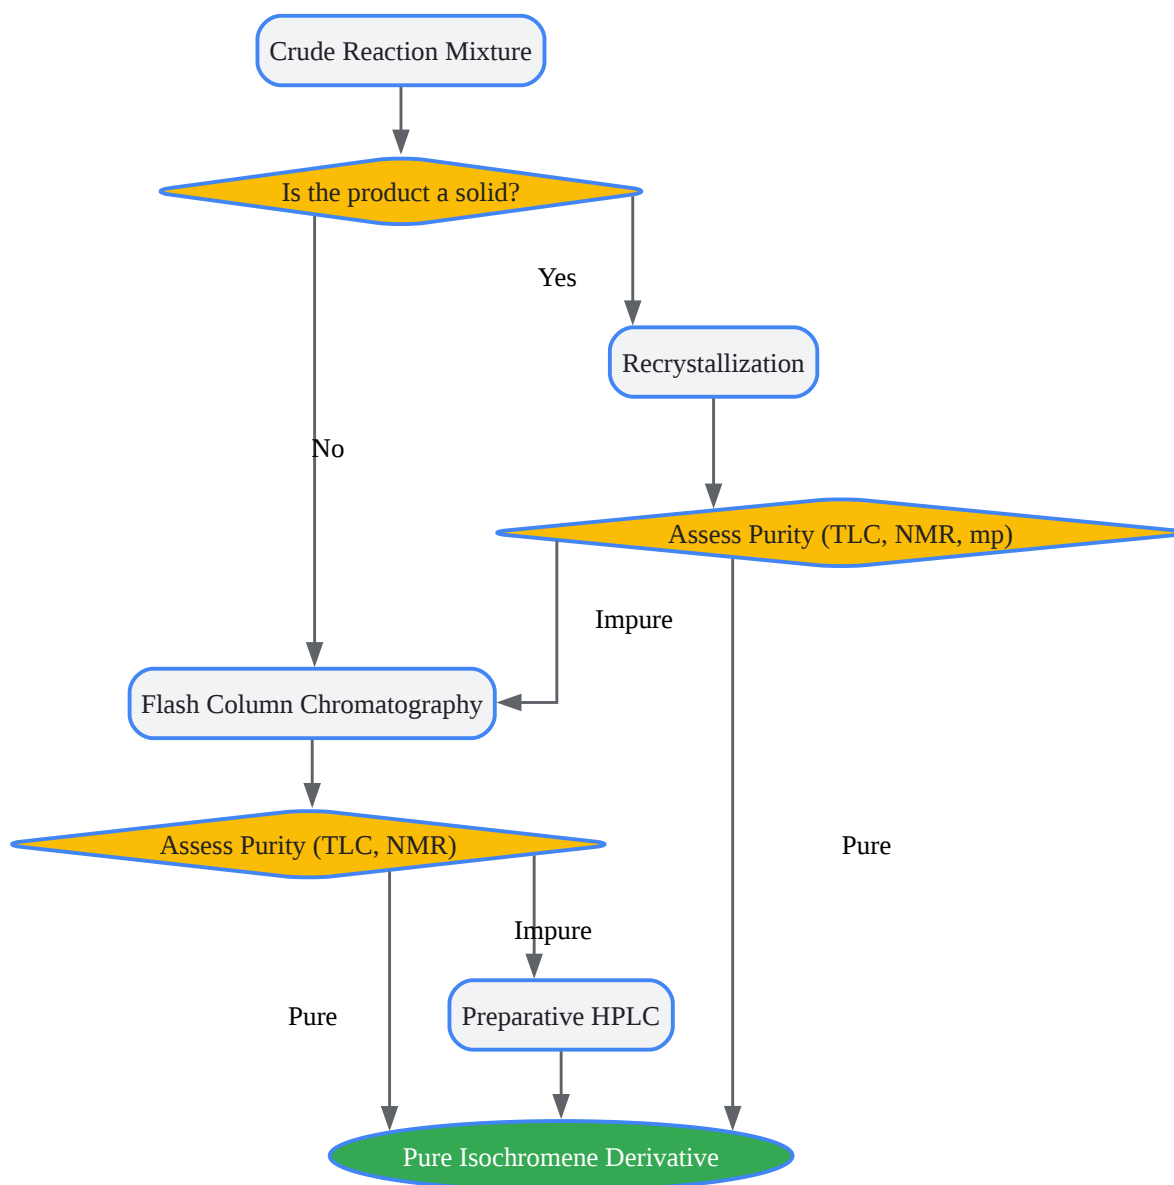 Crude Reaction Mixture
Is the product a solid?
Yes
Recrystallization
No
Assess Purity (TLC, NMR, mp)
Impure
Flash Column Chromatography
Assess Purity (TLC, NMR)
Pure
Impure
Pure
Preparative HPLC
Pure Isochromene Derivative